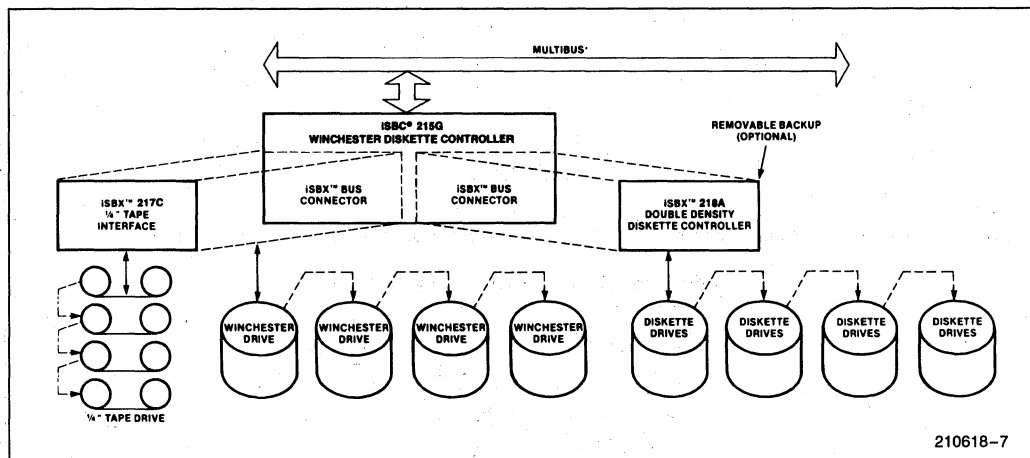 MULTIBUS*
iSBC® 215G
WINCHESTER DISKETTE CONTROLLER
REMOVABLE BACKUP
(OPTIONAL)
iSBX™ BUS
CONNECTOR
iSBX™ BUS
CONNECTOR
iSBX™ 217C
¼" TAPE
INTERFACE
iSBX™ 218A
DOUBLE DENSITY
DISKETTE CONTROLLER
WINCHESTER
DRIVE
WINCHESTER
DRIVE
WINCHESTER
DRIVE
WINCHESTER
DRIVE
DISKETTE
DRIVES
DISKETTE
DRIVES
DISKETTE
DRIVES
DISKETTE
DRIVES
¼" TAPE DRIVE
210618-7